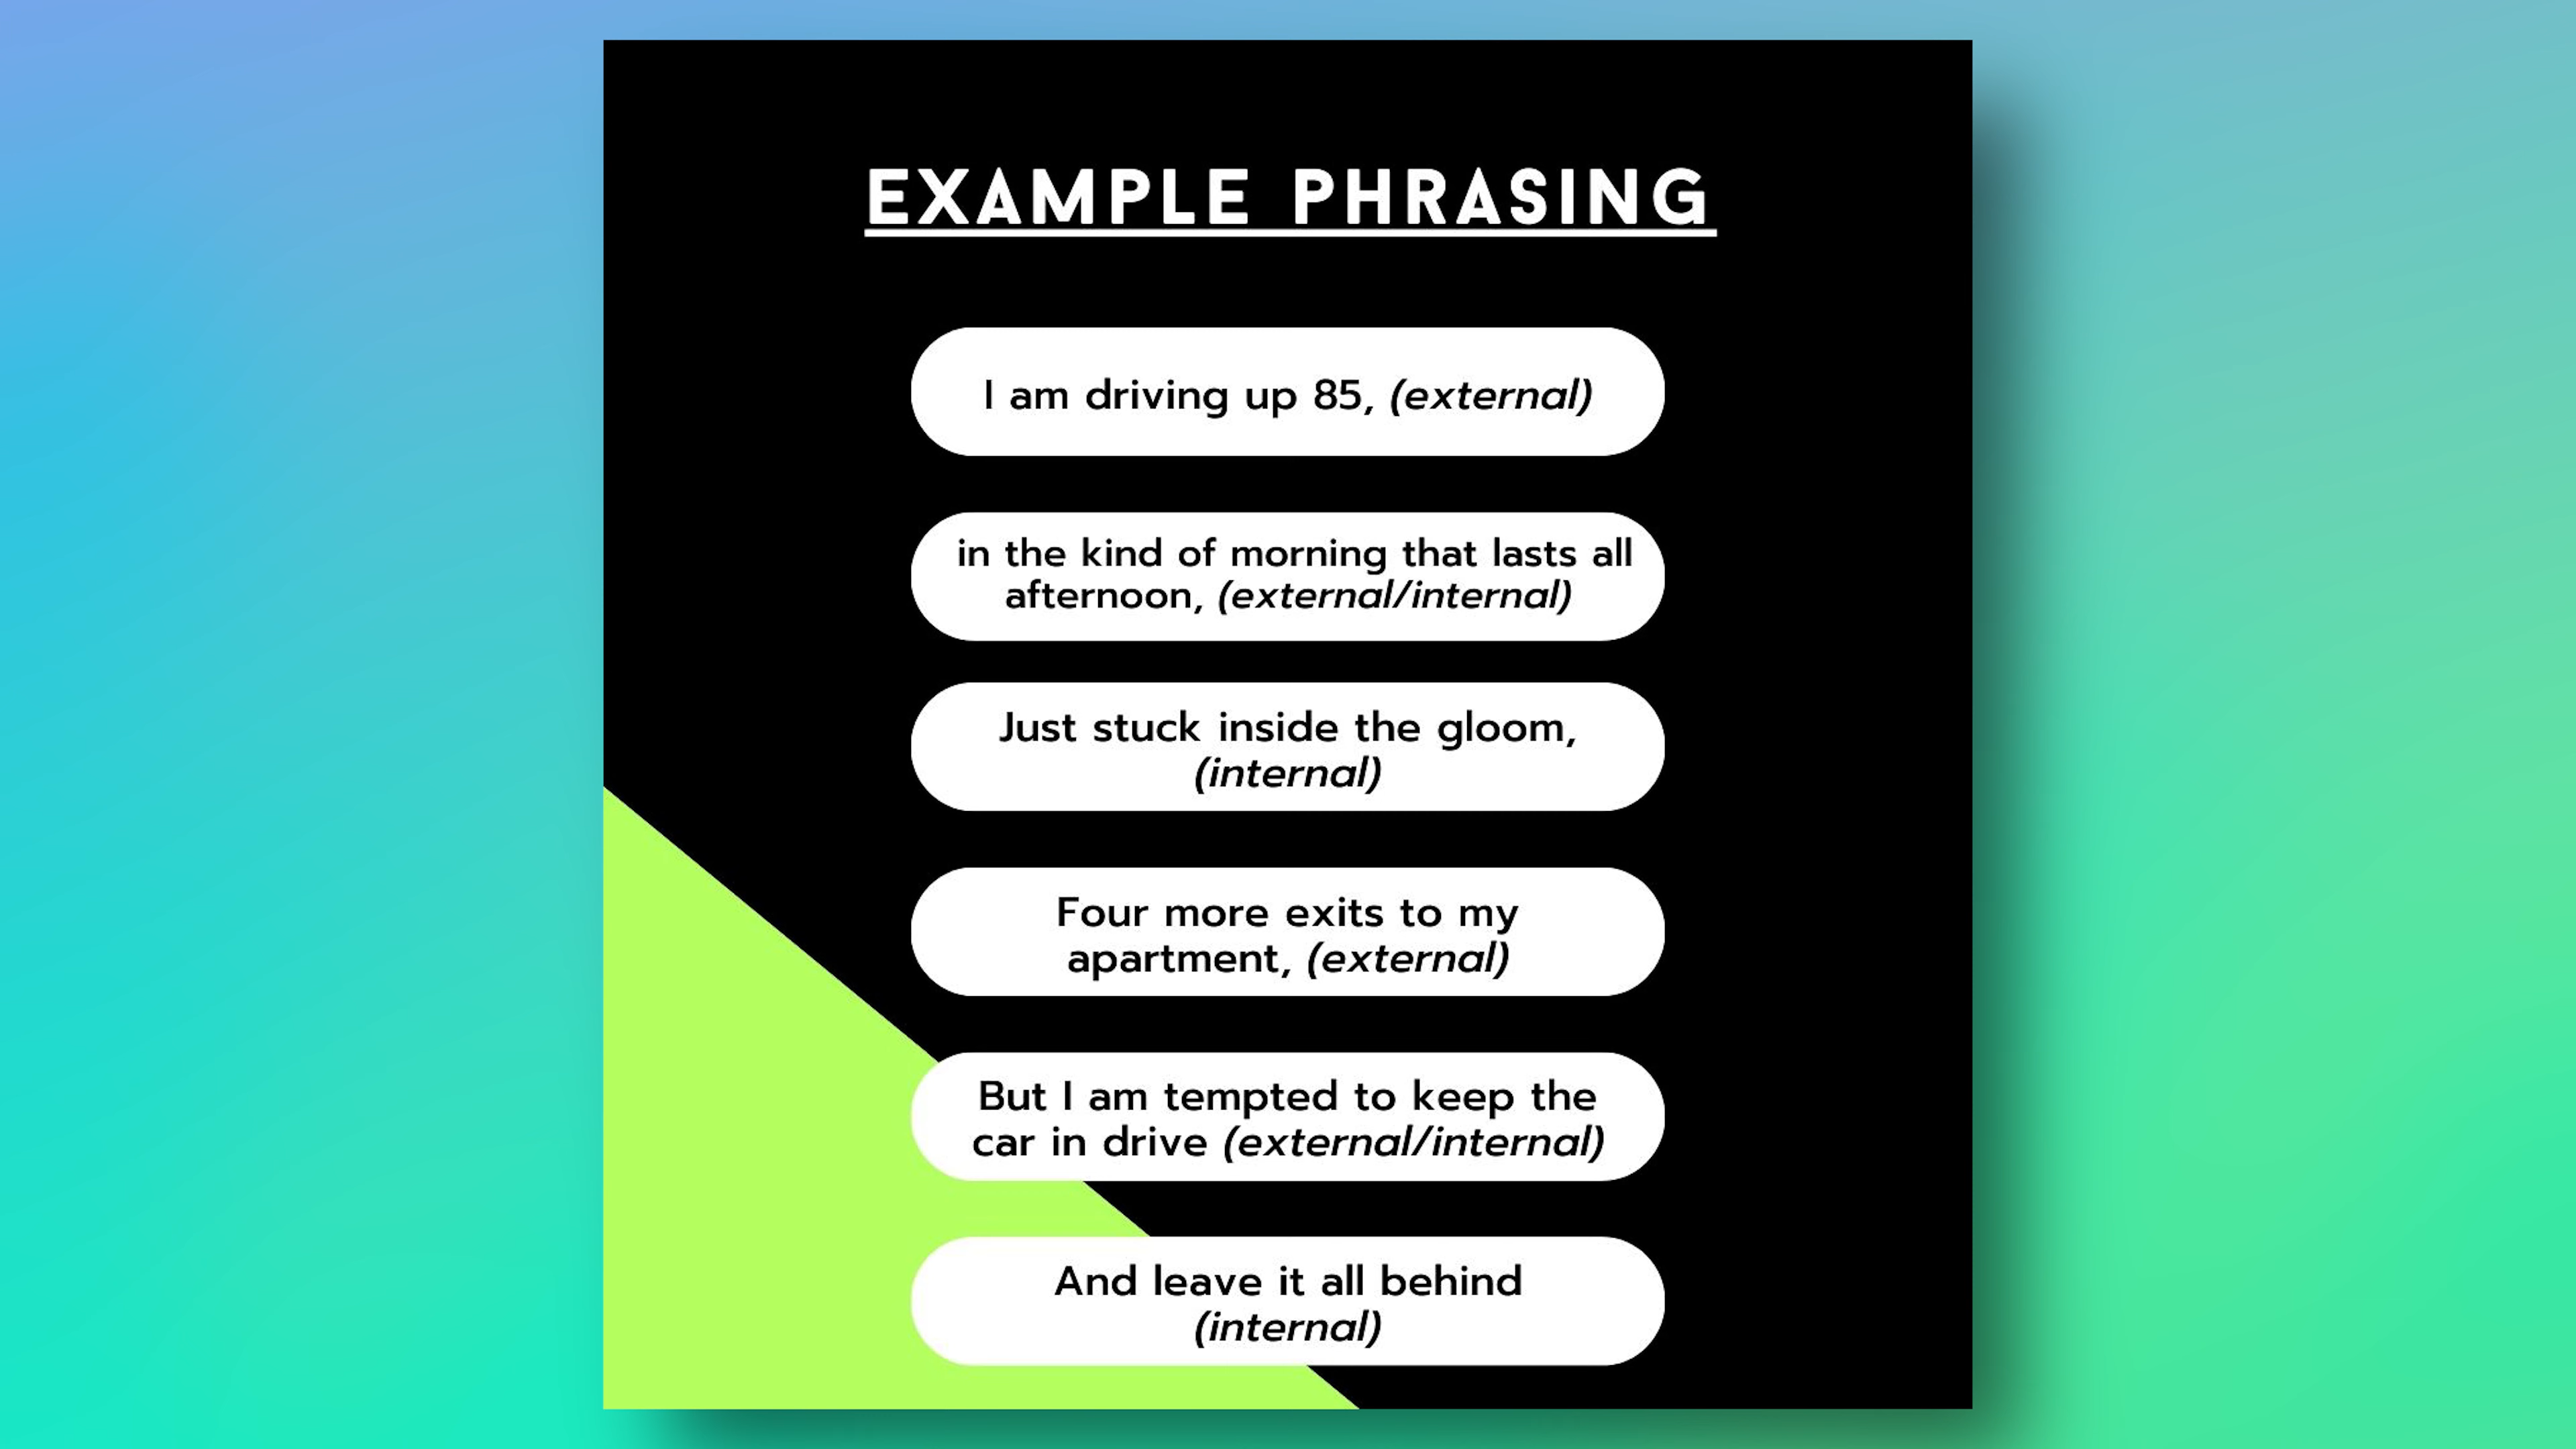 EXAMPLE PHRASING
I am driving up 85, (external)
in the kind of morning that lasts all
afternoon, (external/internal)
Just stuck inside the gloom,
(internal)
Four more exits to my
apartment, (external)
But I am tempted to keep the
car in drive (external/internal)
And leave it all behind
(internal)